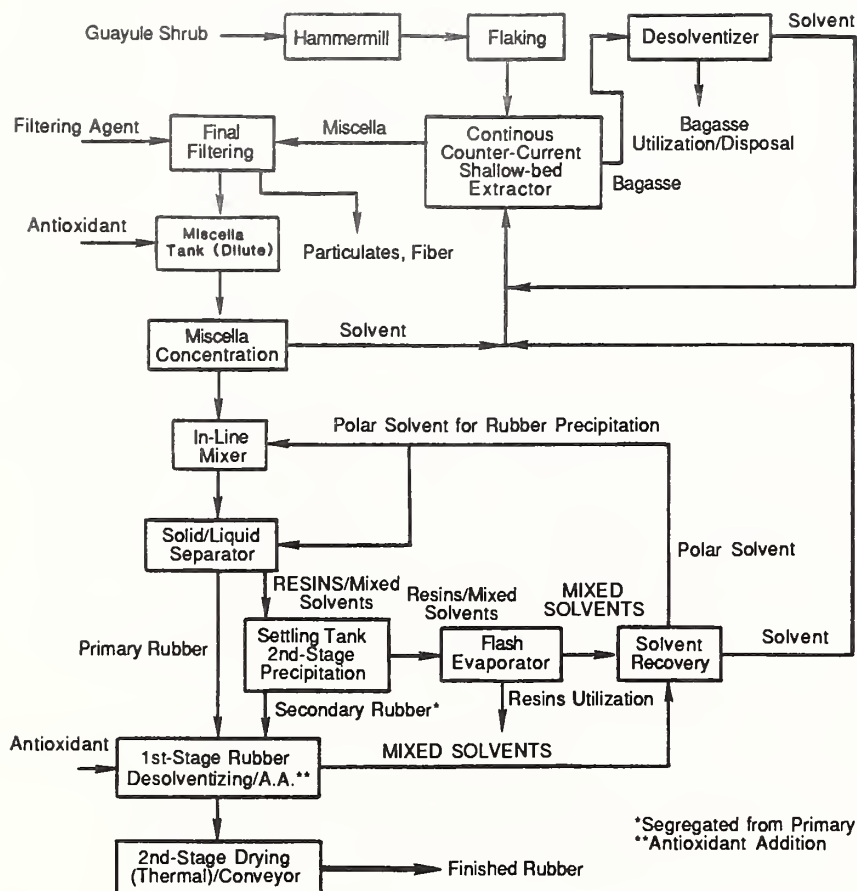 Guayule Shrub
Hammermill
Flaking
Desolventizer
Solvent
Filtering Agent
Final
Filtering
Miscella
Continous
Counter-Current
Shallow-bed
Extractor
Bagasse
Bagasse
Utilization/Disposal
Antioxidant
Miscella
Tank (Dilute)
Particulates, Fiber
Miscella
Concentration
Solvent
In-Line
Mixer
Polar Solvent for Rubber Precipitation
Solid/Liquid
Separator
Polar Solvent
RESINS/Mixed
Solvents
Resins/Mixed
Solvents
MIXED
SOLVENTS
Primary Rubber
Settling Tank
2nd-Stage
Precipitation
Flash
Evaporator
Solvent
Recovery
Solvent
Secondary Rubber*
Resins Utilization
Antioxidant
1st-Stage Rubber
Desolventizing/A.A.**
MIXED SOLVENTS
2nd-Stage Drying
(Thermal)/Conveyor
Finished Rubber
*Segregated from Primary
**Antioxidant Addition